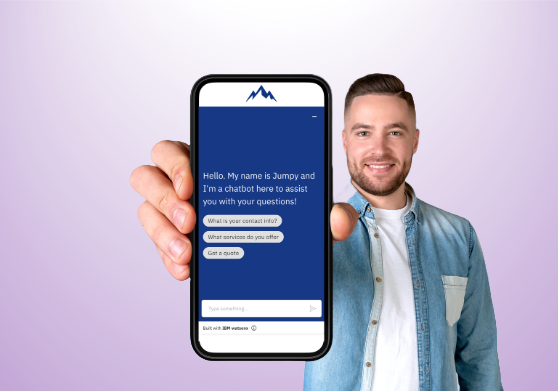 Hello. My name is Jumpy and
I'm a chatbot here to assist
you with your questions!
What is your contact info?
What services do you offer
Get a quote
Type something...
Built with IBM watsonx